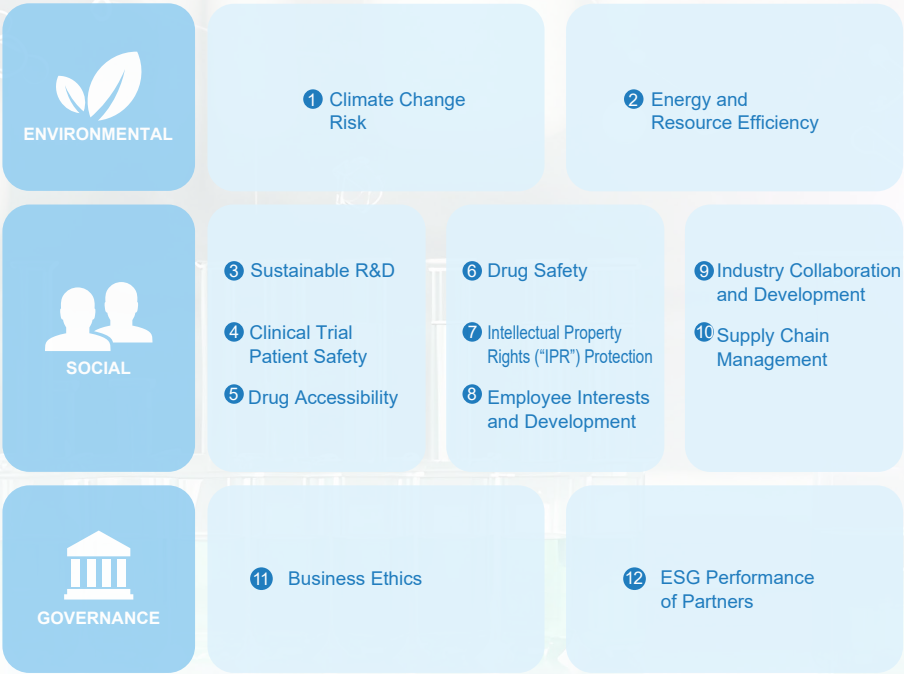 ENVIRONMENTAL
1 Climate Change
Risk
2 Energy and
Resource Efficiency
SOCIAL
3 Sustainable R&D
4 Clinical Trial
Patient Safety
5 Drug Accessibility
6 Drug Safety
7 Intellectual Property
Rights (“IPR”) Protection
8 Employee Interests
and Development
9 Industry Collaboration
and Development
10 Supply Chain
Management
GOVERNANCE
11 Business Ethics
12 ESG Performance
of Partners